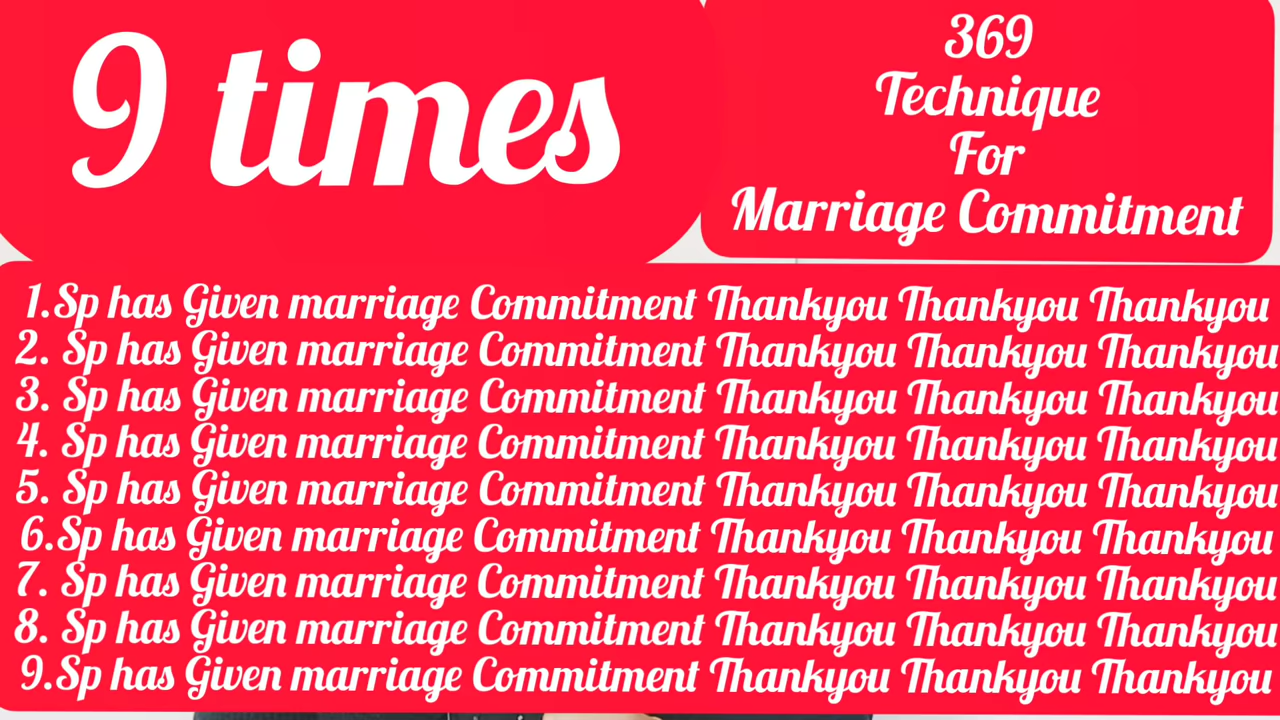 9 times
369
Technique
For
Marriage Commitment
1.Sp has Given marriage Commitment Thankyou Thankyou Thankyou
2. Sp has Given marriage Commitment Thankyou Thankyou Thankyou
3. Sp has Given marriage Commitment Thankyou Thankyou Thankyou
4. Sp has Given marriage Commitment Thankyou Thankyou Thankyou
5. Sp has Given marriage Commitment Thankyou Thankyou Thankyou
6.Sp has Given marriage Commitment Thankyou Thankyou Thankyou
7. Sp has Given marriage Commitment Thankyou Thankyou Thankyou
8. Sp has Given marriage Commitment Thankyou Thankyou Thankyou
9.Sp has Given marriage Commitment Thankyou Thankyou Thankyou